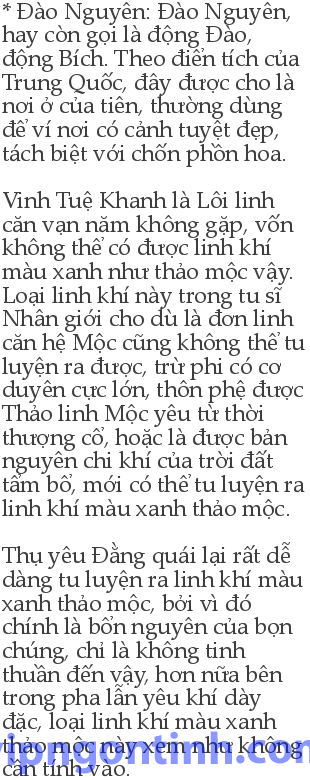 * Đào Nguyên: Đào Nguyên,
hay còn gọi là động Đào,
động Bích. Theo điển tích của
Trung Quốc, đây được cho là
nơi ở của tiên, thường dùng
để ví nơi có cảnh tuyệt đẹp,
tách biệt với chốn phồn hoa.

Vinh Tuệ Khanh là Lôi linh
căn vạn năm không gặp, vốn
không thể có được linh khí
màu xanh như thảo mộc vậy.
Loại linh khí này trong tu sĩ
Nhân giới cho dù là đơn linh
căn hệ Mộc cũng không thể tu
luyện ra được, trừ phi có cơ
duyên cực lớn, thôn phệ được
Thảo linh Mộc yêu từ thời
thượng cổ, hoặc là được bản
nguyên chi khí của trời đất
tẩm bổ, mới có thể tu luyện ra
linh khí màu xanh thảo mộc.

Thụ yêu Đằng quái lại rất dễ
dàng tu luyện ra linh khí màu
xanh thảo mộc, bởi vì đó
chính là bổn nguyên của bọn
chúng, chỉ là không tinh
thuần đến vậy, hơn nữa bên
trong pha lẫn yêu khí dày
đặc, loại linh khí màu xanh
thảo mộc này xem như không
cần tính vào.
vipngontinh.com